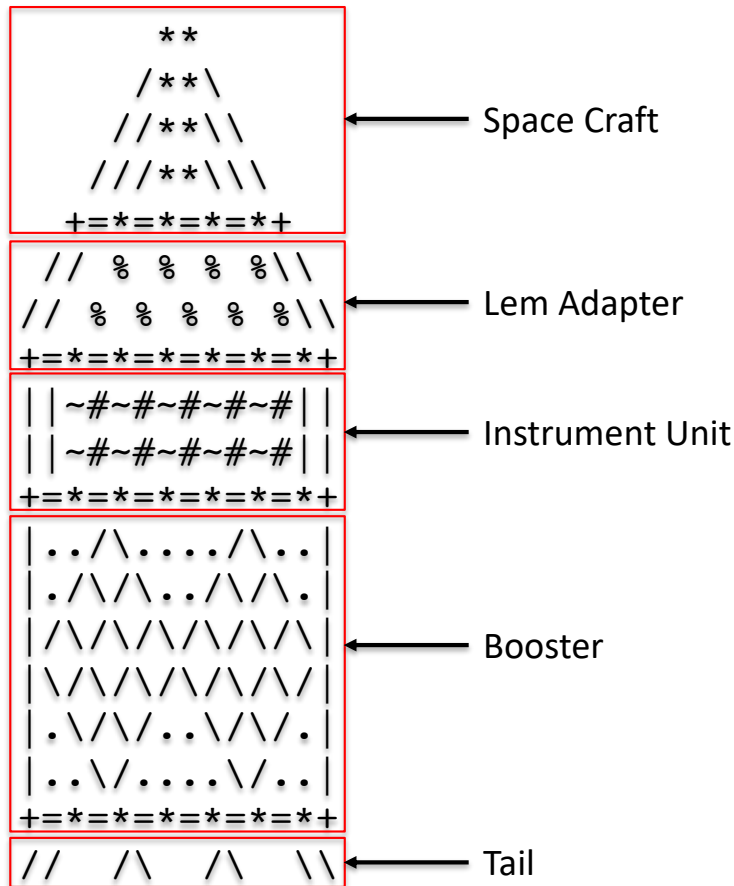 **
     /**\
    //**\\
   ///**\\\
Space Craft
  +=*=*=*=*+
 // % % % %\\
// % % % % %\\
Lem Adapter
+=*=*=*=*=*=*+
||~#~#~#~#~#||
||~#~#~#~#~#||
Instrument Unit
+=*=*=*=*=*=*+
|../\..../\..|
|./\/\../\/\.|
|/\/\/\/\/\/\|
Booster
|\/\/\/\/\/\/|
|.\/\/..\/\/.|
|..\/....\/..|
+=*=*=*=*=*=*+
//  /\  /\  \\
Tail